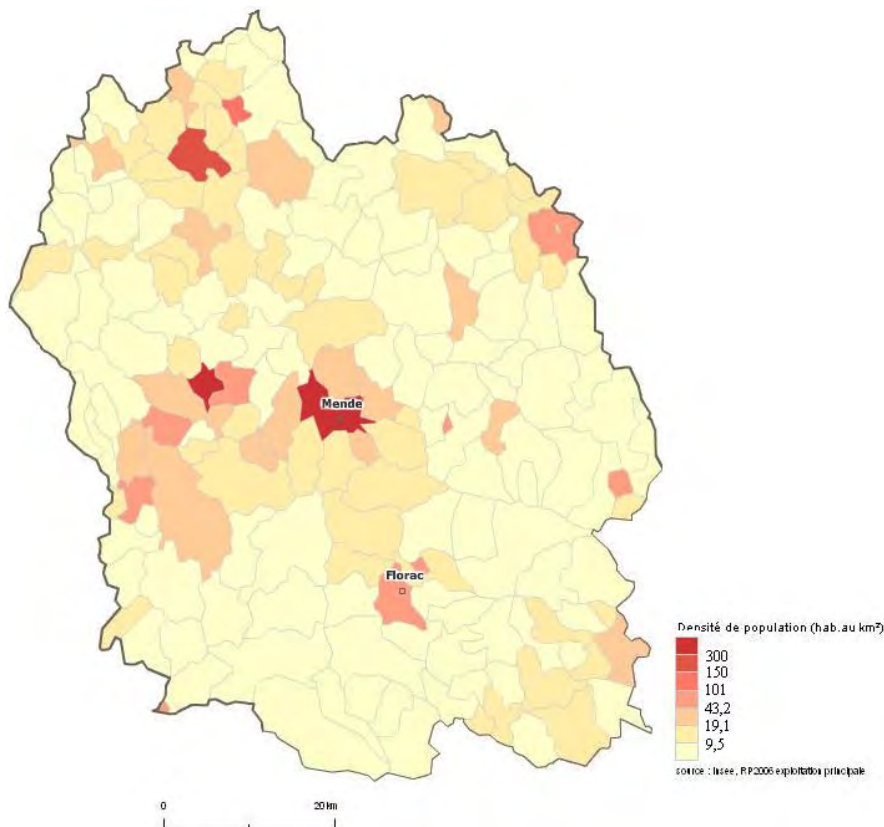 Mende
Florac
Densité de population (hab.au km²)
300
150
101
43,2
19,1
9,5
source : Insee, RP2006 exploitation principale
0 20 km